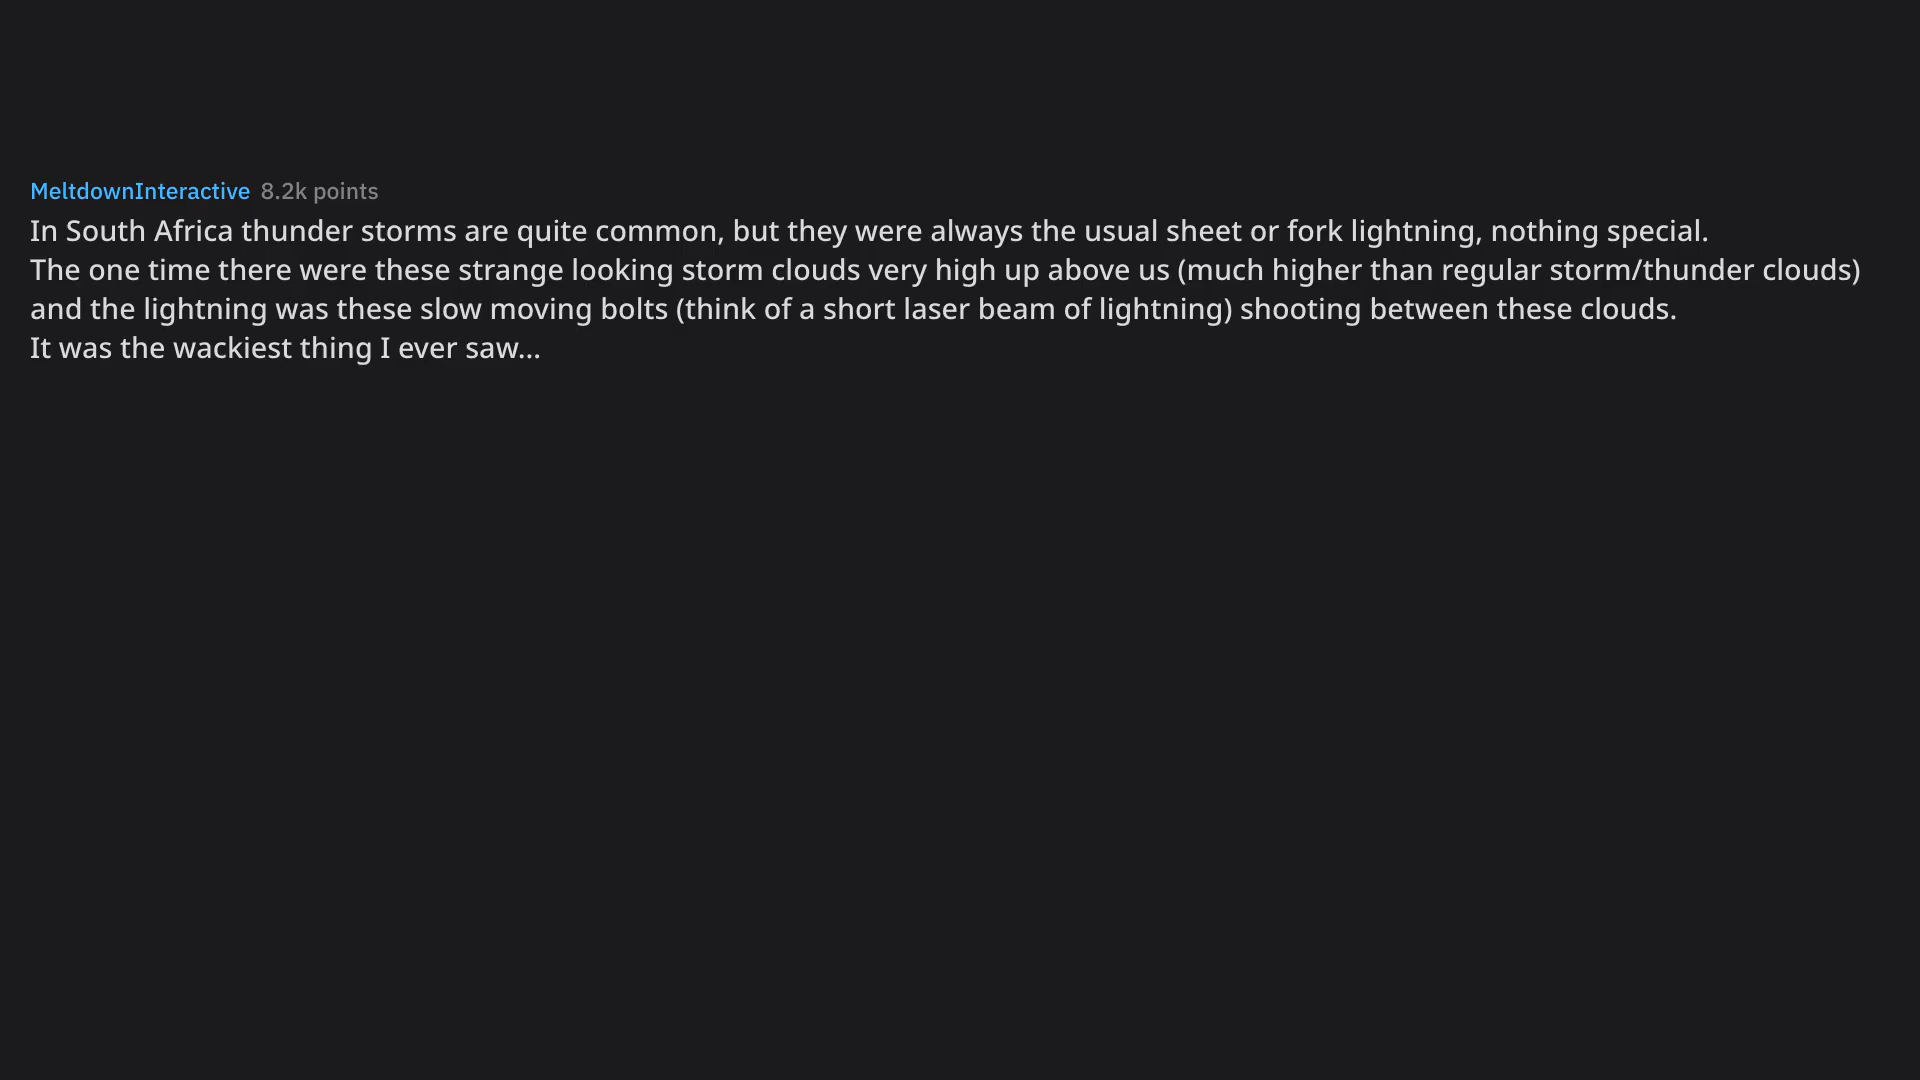 MeltdownInteractive 8.2k points
In South Africa thunder storms are quite common, but they were always the usual sheet or fork lightning, nothing special.
The one time there were these strange looking storm clouds very high up above us (much higher than regular storm/thunder clouds)
and the lightning was these slow moving bolts (think of a short laser beam of lightning) shooting between these clouds.
It was the wackiest thing I ever saw...